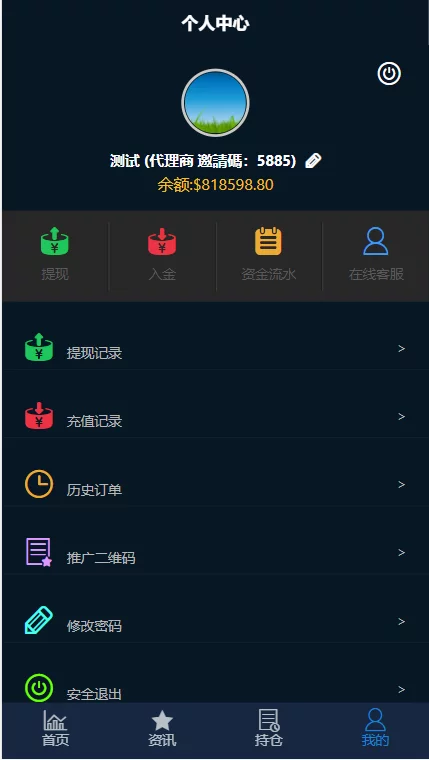 个人中心
测试 (代理商 邀請碼：5885)
余额:$818598.80
提现 入金 资金流水 在线客服
提现记录 >
充值记录 >
历史订单 >
推广二维码 >
修改密码 >
安全退出 >
首页 资讯 持仓 我的